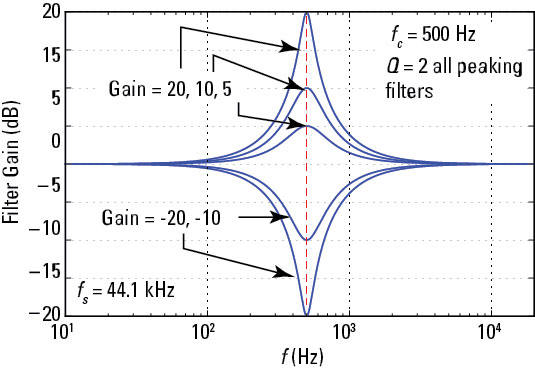 20
15
5
0
−5
−10
−15
−20
Filter Gain (dB)
Gain = 20, 10, 5
f_c = 500 Hz
Q = 2 all peaking
filters
Gain = -20, -10
f_s = 44.1 kHz
10^1
10^2
10^3
10^4
f (Hz)